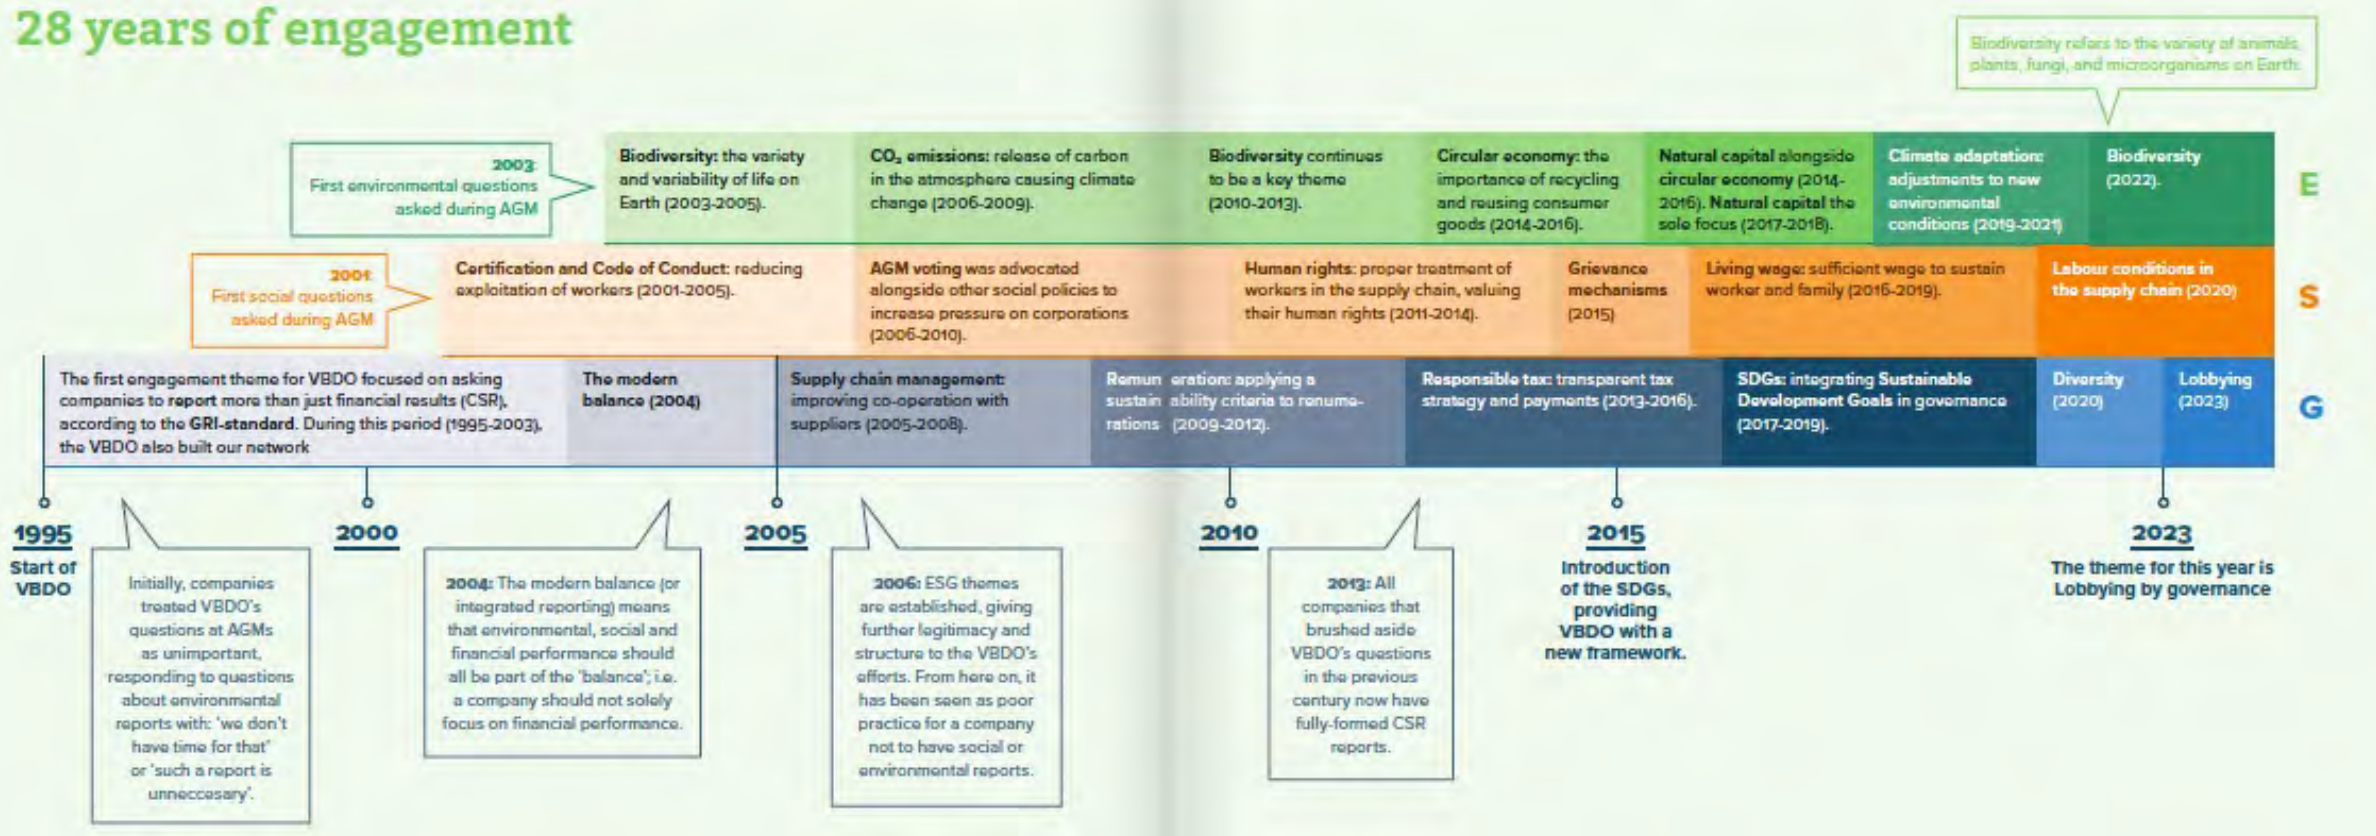 28 years of engagement
Biodiversity refers to the variety of animals,
plants, fungi, and microorganisms on Earth.
2003:
First environmental questions
asked during AGM
Biodiversity: the variety
and variability of life on
Earth (2003-2005).
CO₂ emissions: release of carbon
in the atmosphere causing climate
change (2006-2009).
Biodiversity continues
to be a key theme
(2010-2013).
Circular economy: the
importance of recycling
and reusing consumer
goods (2014-2016).
Natural capital alongside
circular economy (2014-
2016). Natural capital the
sole focus (2017-2018).
Climate adaptation:
adjustments to new
environmental
conditions (2019-2021)
Biodiversity
(2022).
E
2001:
First social questions
asked during AGM
Certification and Code of Conduct: reducing
exploitation of workers (2001-2005).
AGM voting was advocated
alongside other social policies to
increase pressure on corporations
(2006-2010).
Human rights: proper treatment of
workers in the supply chain, valuing
their human rights (2011-2014).
Grievance
mechanisms
(2015)
Living wage: sufficient wage to sustain
worker and family (2016-2019).
Labour conditions in
the supply chain (2020)
S
The first engagement theme for VBDO focused on asking
companies to report more than just financial results (CSR),
according to the GRI-standard. During this period (1995-2003),
the VBDO also built our network
The modern
balance (2004)
Supply chain management:
improving co-operation with
suppliers (2005-2008).
Remun eration: applying a
sustain ability criteria to renume-
rations (2009-2012).
Responsible tax: transparent tax
strategy and payments (2013-2016).
SDGs: integrating Sustainable
Development Goals in governance
(2017-2019).
Diversity
(2020)
Lobbying
(2023)
G
1995
Start of
VBDO
2000
2005
2010
2015
Introduction
of the SDGs,
providing
VBDO with a
new framework.
2023
The theme for this year is
Lobbying by governance
Initially, companies
treated VBDO's
questions at AGMs
as unimportant,
responding to questions
about environmental
reports with: 'we don't
have time for that'
or 'such a report is
unneccesary'.
2004: The modern balance (or
integrated reporting) means
that environmental, social and
financial performance should
all be part of the 'balance'; i.e.
a company should not solely
focus on financial performance.
2006: ESG themes
are established, giving
further legitimacy and
structure to the VBDO's
efforts. From here on, it
has been seen as poor
practice for a company
not to have social or
environmental reports.
2013: All
companies that
brushed aside
VBDO's questions
in the previous
century now have
fully-formed CSR
reports.